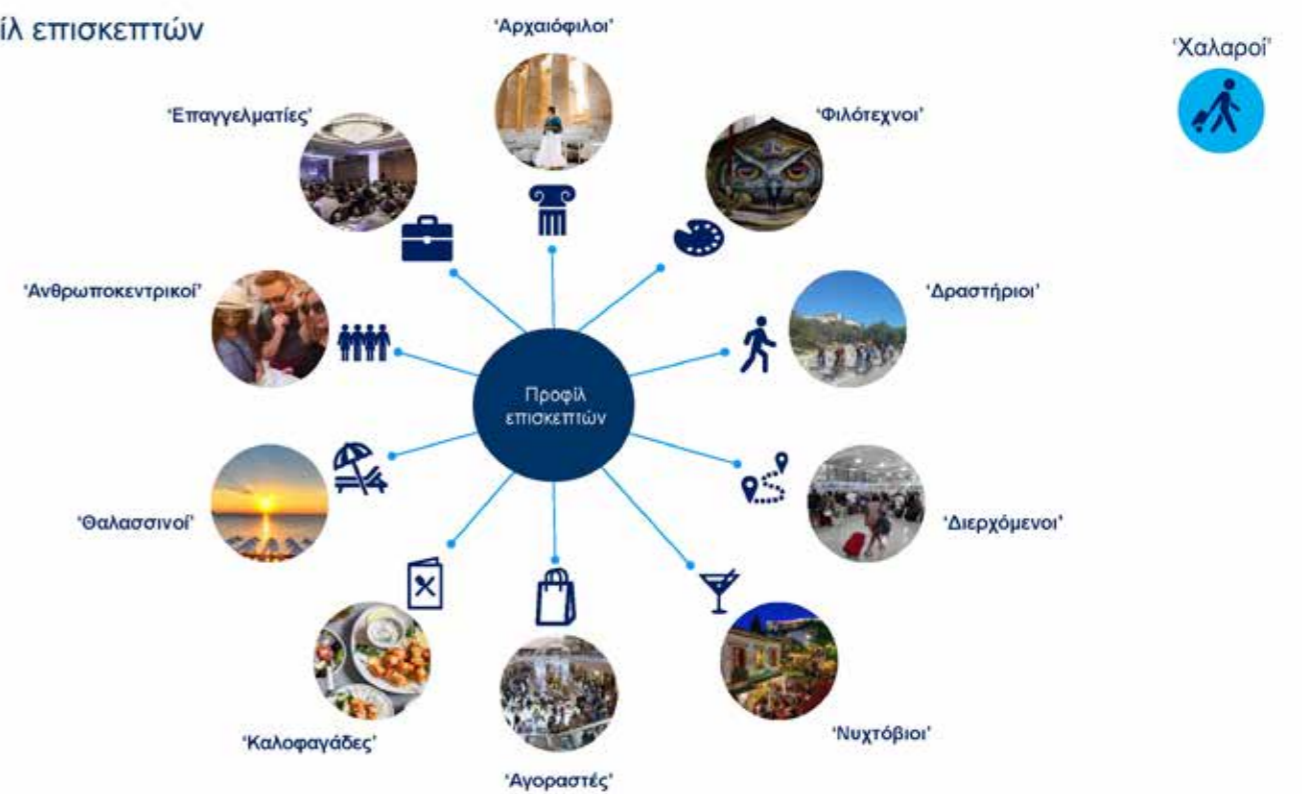 ίλ επισκεπτών
'Αρχαιόφιλοι'
'Χαλαροί'
'Επαγγελματίες'
'Φιλότεχνοι'
'Ανθρωποκεντρικοί'
'Δραστήριοι'
Προφίλ
επισκεπτών
'Θαλασσινοί'
'Διερχόμενοι'
'Καλοφαγάδες'
'Νυχτόβιοι'
'Αγοραστές'